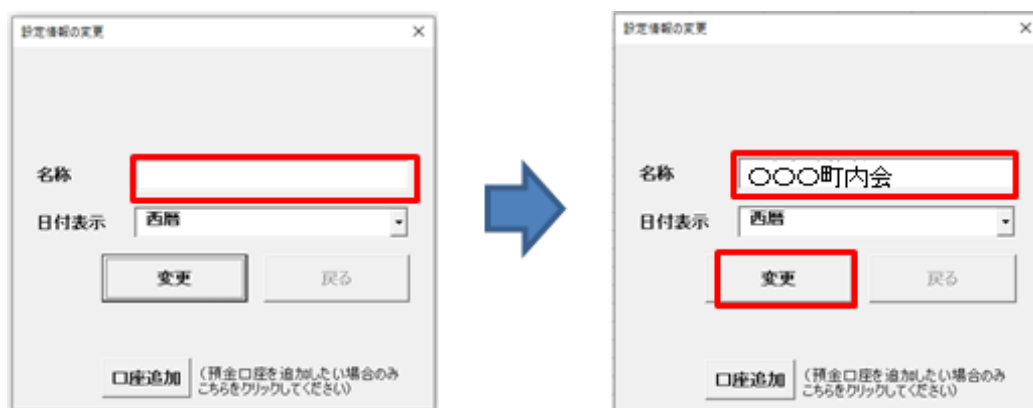 設定情報の変更
名称
日付表示 西暦
変更 戻る
口座追加 (預金口座を追加したい場合のみ
こちらをクリックしてください)
設定情報の変更
名称 〇〇〇町内会
日付表示 西暦
変更 戻る
口座追加 (預金口座を追加したい場合のみ
こちらをクリックしてください)